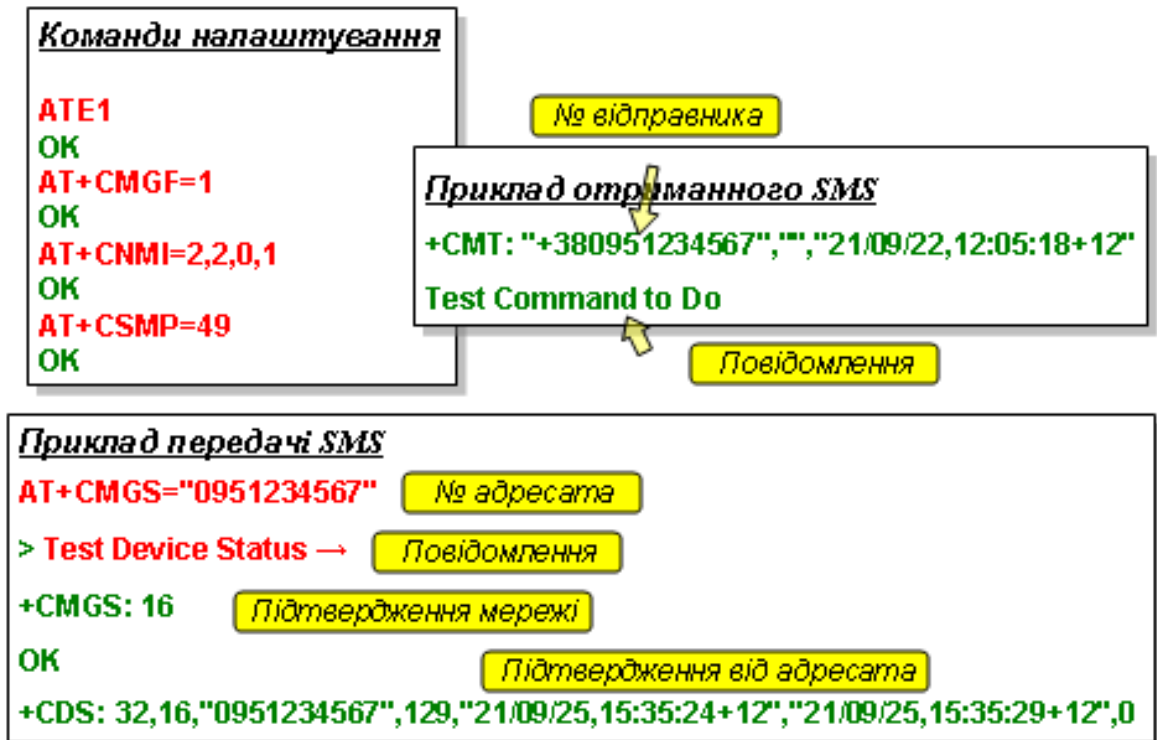 Команди налаштування
ATE1
OK
AT+CMGF=1
OK
AT+CNMI=2,2,0,1
OK
AT+CSMP=49
OK
№ відправника
Приклад отриманного SMS
+CMT: "+380951234567","","21/09/22,12:05:18+12"
Test Command to Do
Повідомлення
Приклад передачі SMS
AT+CMGS="0951234567" № адресата
> Test Device Status → Повідомлення
+CMGS: 16 Підтвердження мережі
OK
Підтвердження від адресата
+CDS: 32,16,"0951234567",129,"21/09/25,15:35:24+12","21/09/25,15:35:29+12",0